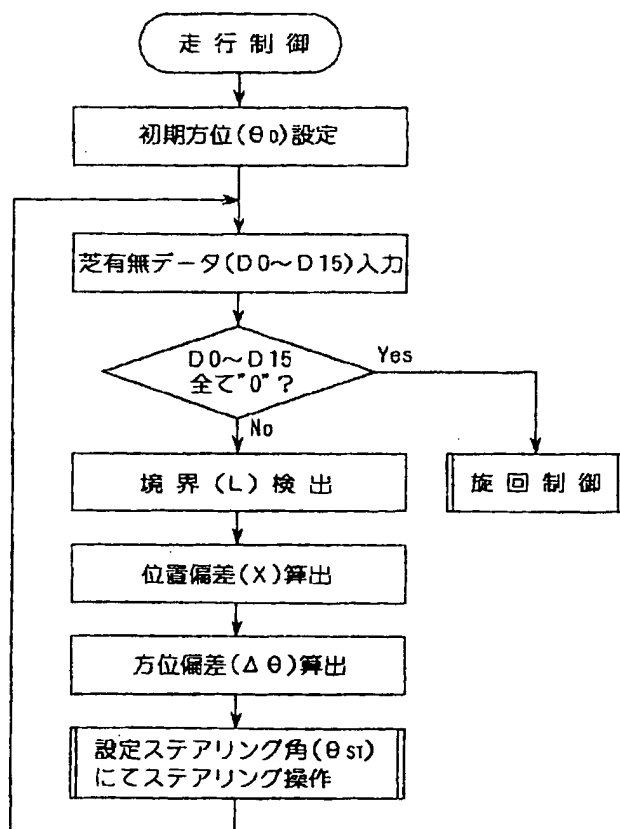 走行制御
初期方位(θ0)設定
芝有無データ(D0～D15)入力
D0～D15
全て"0"?
Yes
No
境界(L)検出
旋回制御
位置偏差(X)算出
方位偏差(Δθ)算出
設定ステアリング角(θST)
にてステアリング操作